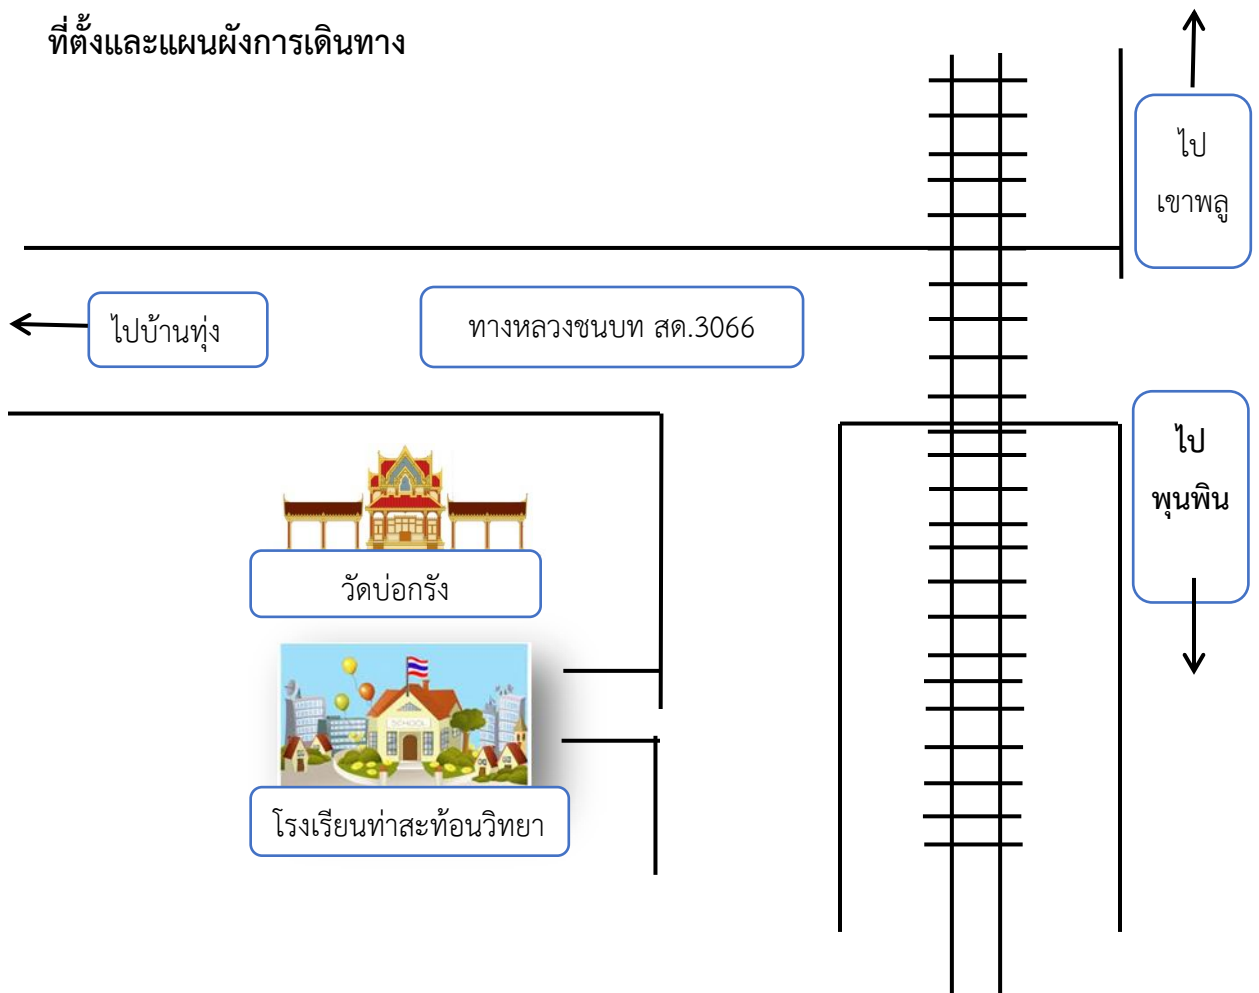 ที่ตั้งและแผนผังการเดินทาง
ไป
เขาพลู
ไปบ้านทุ่ง
ทางหลวงชนบท สด.3066
ไป
พุนพิน
วัดบ่อกรัง
SCHOOL
โรงเรียนท่าสะท้อนวิทยา